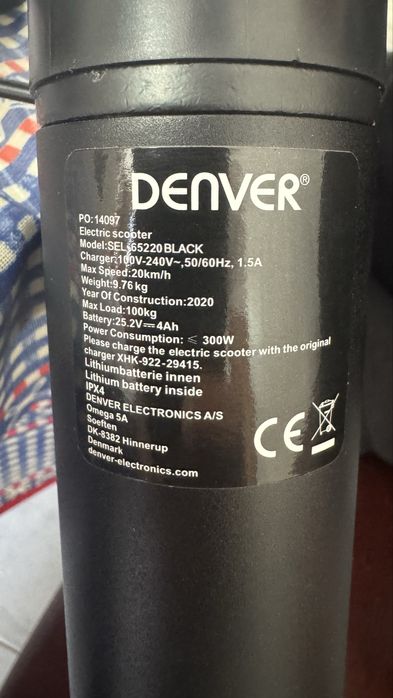 DENVER®
PO: 14097
Electric scooter
Model:SEL-65220 BLACK
Charger:100V-240V~,50/60Hz, 1.5A
Max Speed:20km/h
Weight:9.76 kg
Year Of Construction:2020
Max Load:100kg
Battery:25.2V⎓4Ah
Power Consumption: ≤ 300W
Please charge the electric scooter with the original
charger XHK-922-29415.
Lithiumbatterie innen
Lithium battery inside
IPX4
DENVER ELECTRONICS A/S
Omega 5A
Soeften
DK-8382 Hinnerup
Denmark
denver-electronics.com
CE